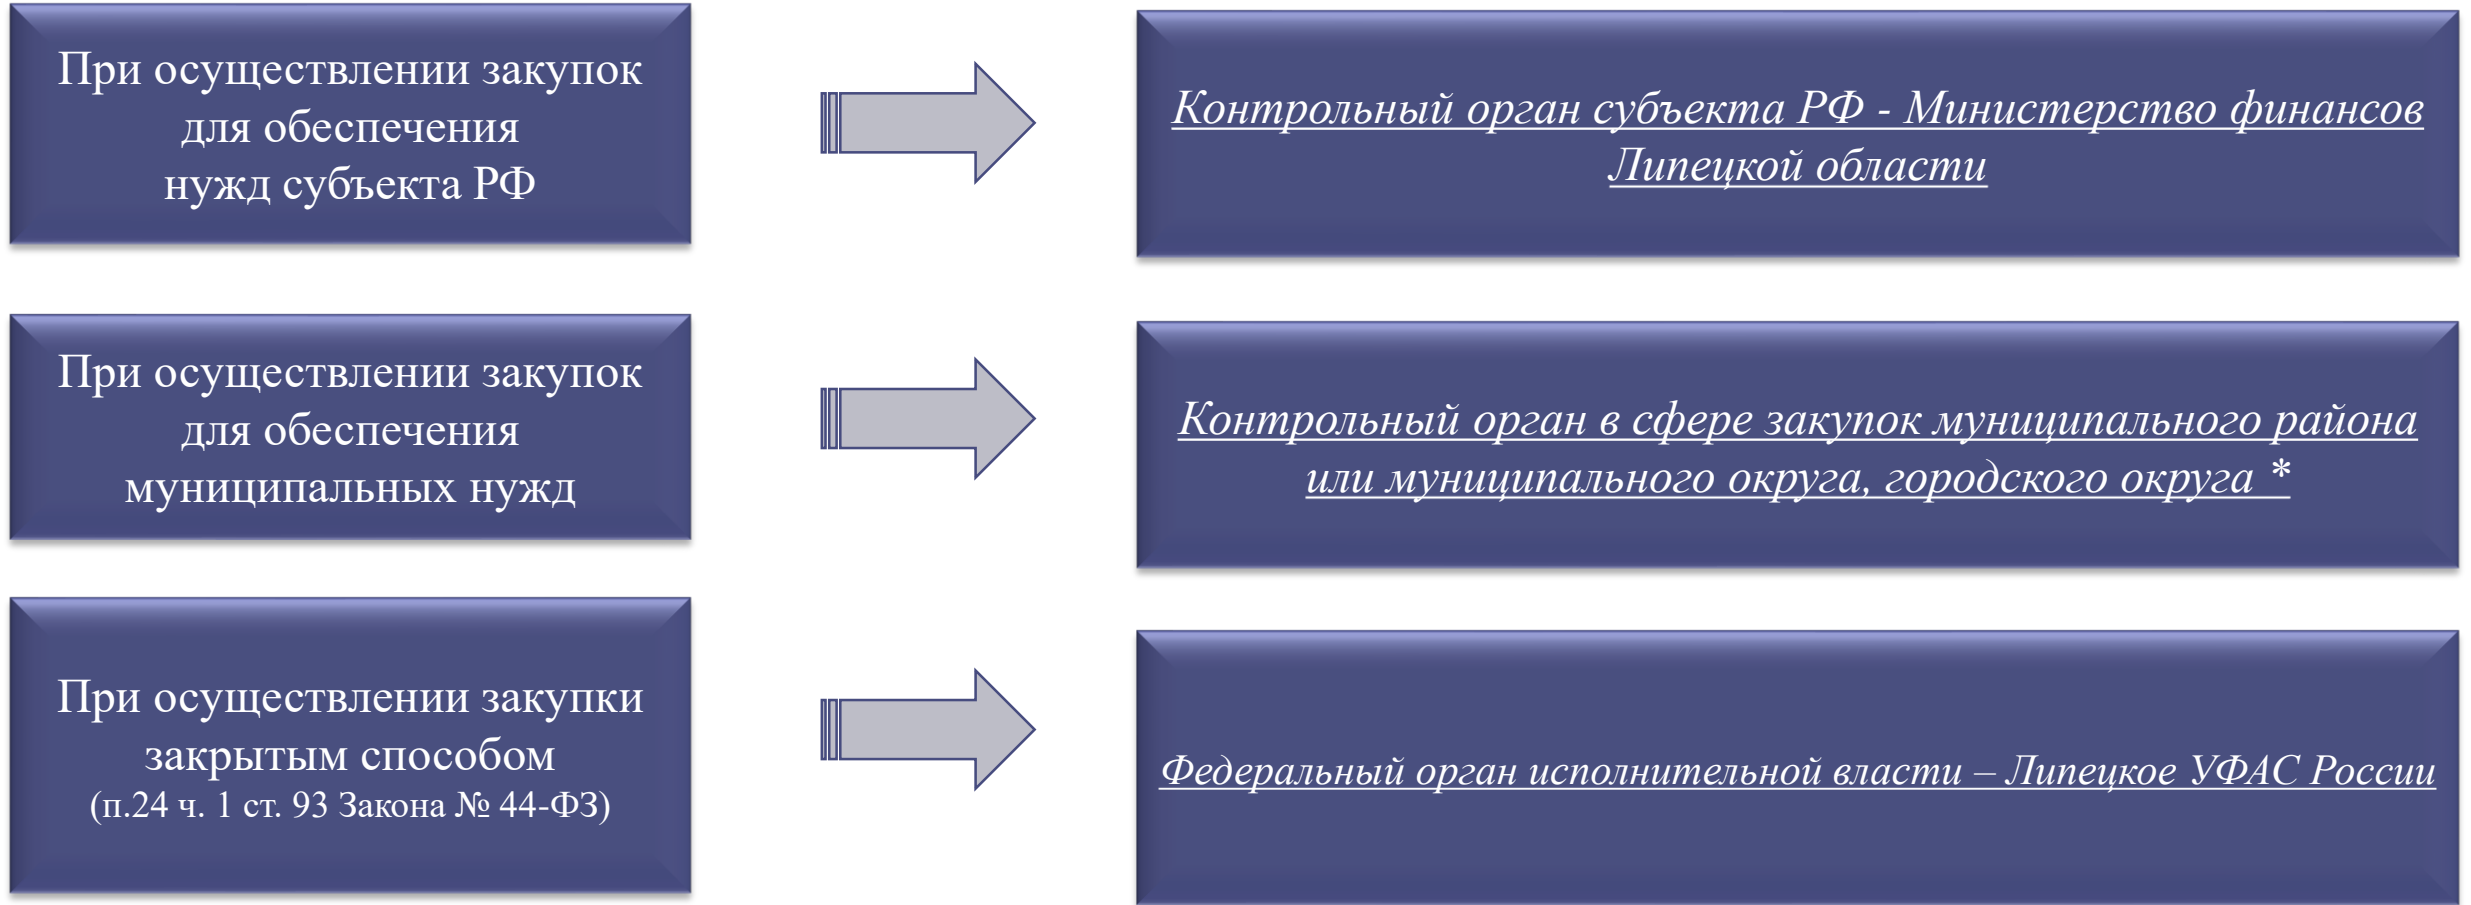 При осуществлении закупок
для обеспечения
нужд субъекта РФ
Контрольный орган субъекта РФ - Министерство финансов
Липецкой области
При осуществлении закупок
для обеспечения
муниципальных нужд
Контрольный орган в сфере закупок муниципального района
или муниципального округа, городского округа *
При осуществлении закупки
закрытым способом
(п.24 ч. 1 ст. 93 Закона № 44-ФЗ)
Федеральный орган исполнительной власти – Липецкое УФАС России